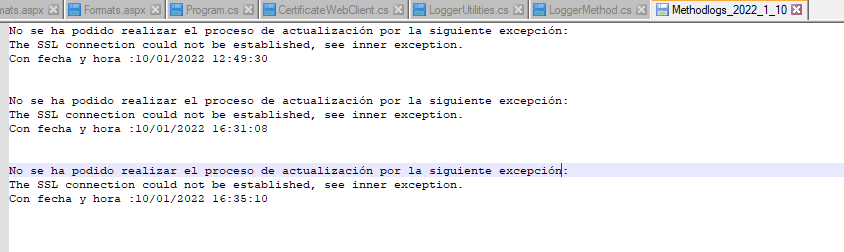 mats.aspx Formats.aspx Program.cs CertificateWebClient.cs LoggerUtilities.cs LoggerMethod.cs Methodlogs_2022_1_10
No se ha podido realizar el proceso de actualización por la siguiente excepción:
The SSL connection could not be established, see inner exception.
Con fecha y hora :10/01/2022 12:49:30
No se ha podido realizar el proceso de actualización por la siguiente excepción:
The SSL connection could not be established, see inner exception.
Con fecha y hora :10/01/2022 16:31:08
No se ha podido realizar el proceso de actualización por la siguiente excepción:
The SSL connection could not be established, see inner exception.
Con fecha y hora :10/01/2022 16:35:10